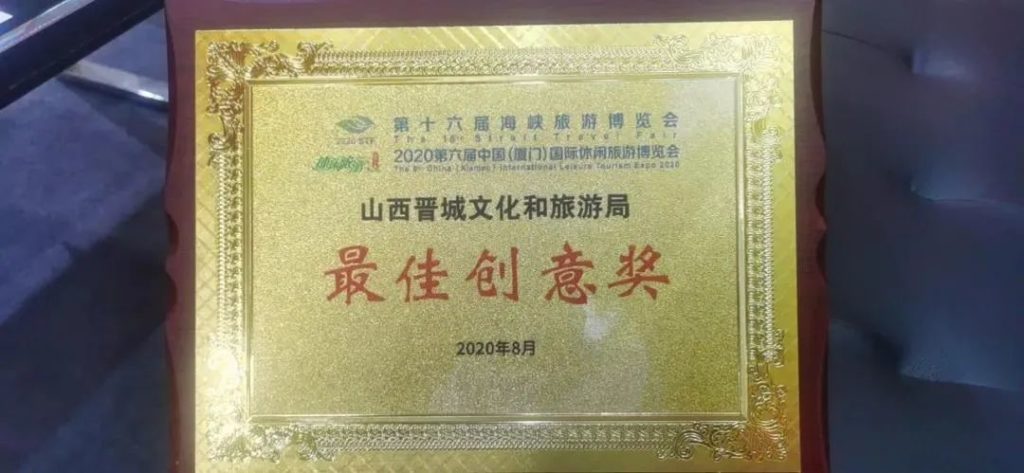 第十六届海峡旅游博览会
The 16th Strait Travel Fair
2020 STF
2020第六届中国(厦门)国际休闲旅游博览会
The 6th China (Xiamen) International Leisure Tourism Expo 2020
山西晋城文化和旅游局
最佳创意奖
2020年8月